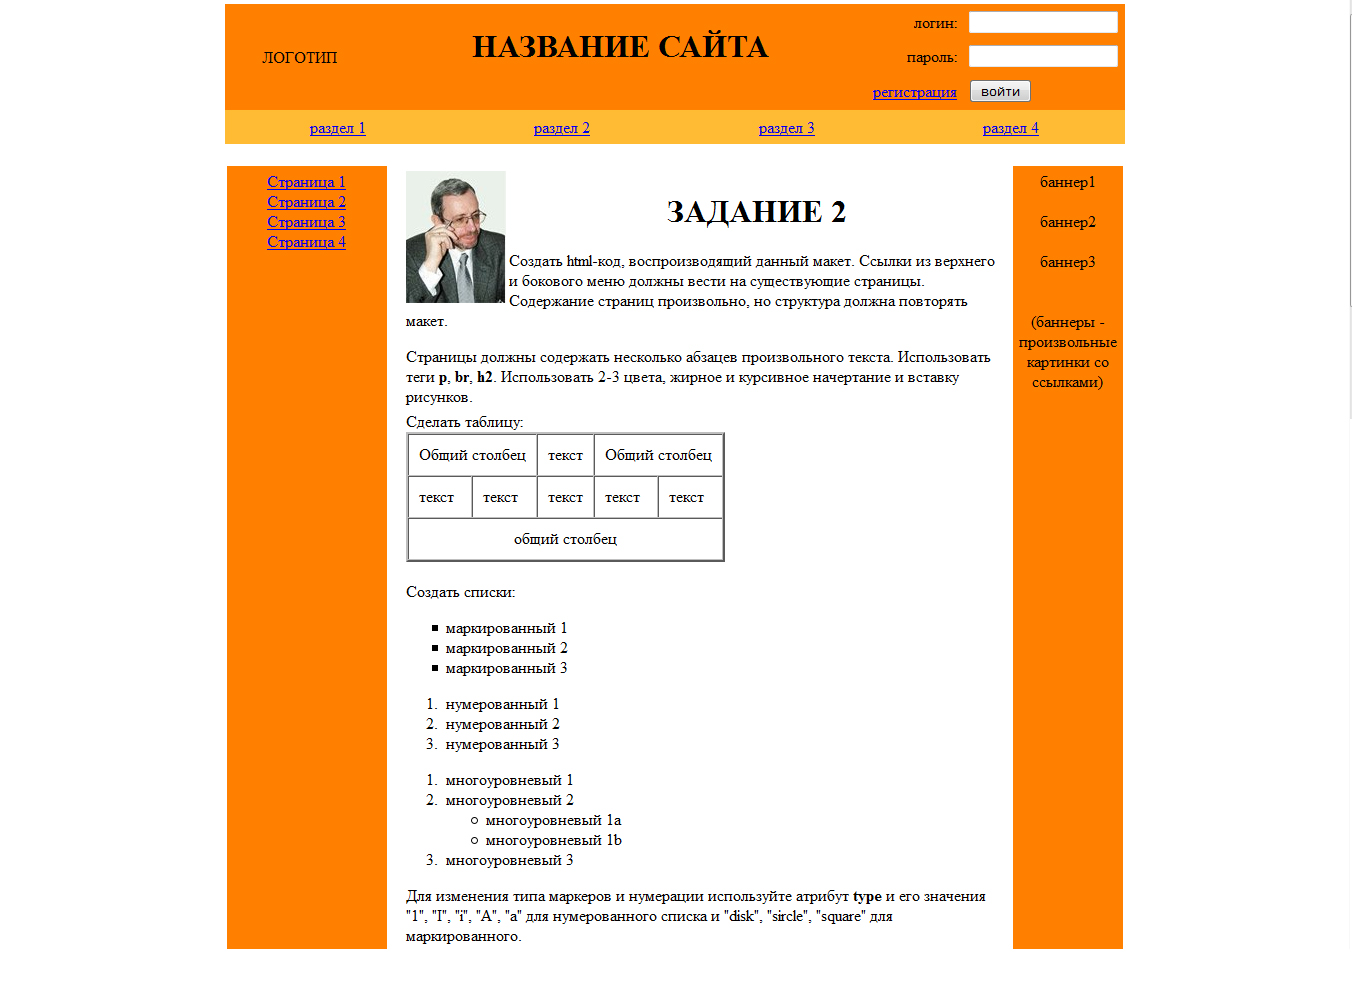 ЛОГОТИП
НАЗВАНИЕ САЙТА
логин:
пароль:
регистрация
войти
раздел 1
раздел 2
раздел 3
раздел 4
Страница 1
Страница 2
Страница 3
Страница 4
ЗАДАНИЕ 2
Создать html-код, воспроизводящий данный макет. Ссылки из верхнего
и бокового меню должны вести на существующие страницы.
Содержание страниц произвольно, но структура должна повторять
макет.
Страницы должны содержать несколько абзацев произвольного текста. Использовать
теги p, br, h2. Использовать 2-3 цвета, жирное и курсивное начертание и вставку
рисунков.
Сделать таблицу:
Общий столбец текст Общий столбец
текст текст текст текст текст
общий столбец
Создать списки:
маркированный 1
маркированный 2
маркированный 3
1. нумерованный 1
2. нумерованный 2
3. нумерованный 3
1. многоуровневый 1
2. многоуровневый 2
многоуровневый 1a
многоуровневый 1b
3. многоуровневый 3
Для изменения типа маркеров и нумерации используйте атрибут type и его значения
"1", "I", "i", "A", "a" для нумерованного списка и "disk", "sircle", "square" для
маркированного.
баннер1
баннер2
баннер3
(баннеры -
произвольные
картинки со
ссылками)